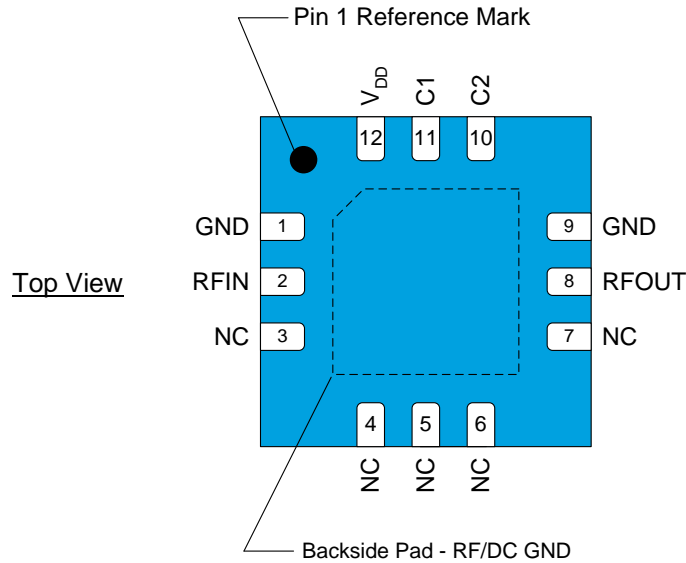 Pin 1 Reference Mark
V_DD C1 C2
12 11 10
GND 1 9 GND
Top View RFIN 2 8 RFOUT
NC 3 7 NC
4 5 6
NC NC NC
Backside Pad - RF/DC GND